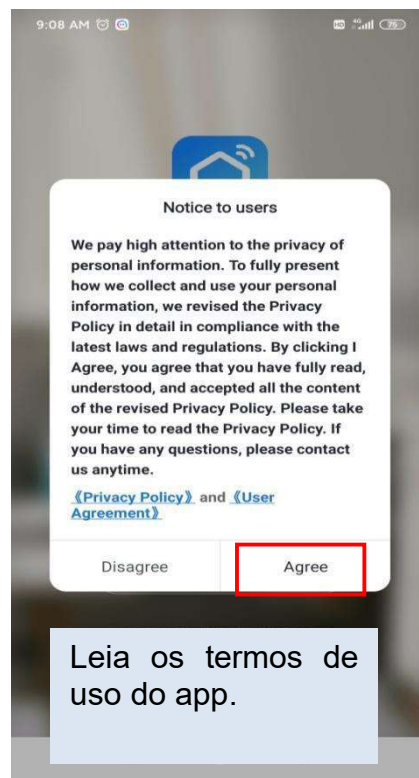 9:08 AM
HD 4G 75
Notice to users
We pay high attention to the privacy of
personal information. To fully present
how we collect and use your personal
information, we revised the Privacy
Policy in detail in compliance with the
latest laws and regulations. By clicking I
Agree, you agree that you have fully read,
understood, and accepted all the content
of the revised Privacy Policy. Please take
your time to read the Privacy Policy. If
you have any questions, please contact
us anytime.
《Privacy Policy》 and 《User
Agreement》
Disagree Agree
Leia os termos de
uso do app.